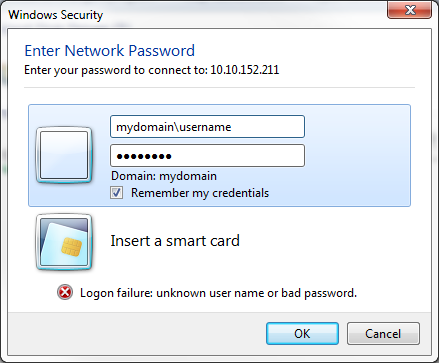 Windows Security
Enter Network Password
Enter your password to connect to: 10.10.152.211
mydomain\username
●●●●●●●●
Domain: mydomain
Remember my credentials
Insert a smart card
Logon failure: unknown user name or bad password.
OK
Cancel